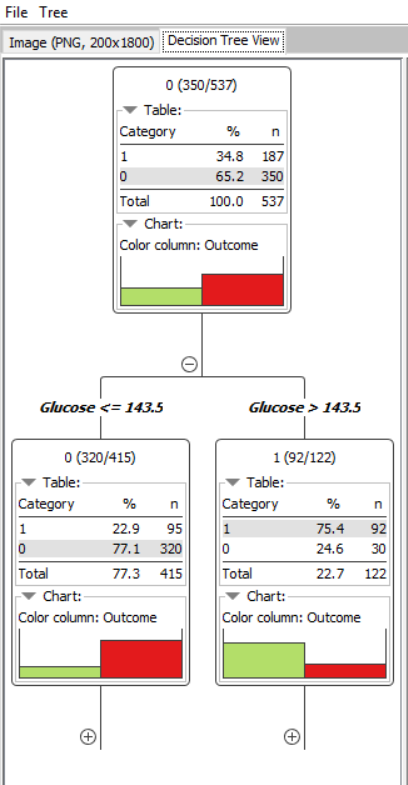 File Tree
Image (PNG, 200x1800) Decision Tree View
0 (350/537)
Table:
Category % n
1 34.8 187
0 65.2 350
Total 100.0 537
Chart:
Color column: Outcome
Glucose <= 143.5
Glucose > 143.5
0 (320/415)
Table:
Category % n
1 22.9 95
0 77.1 320
Total 77.3 415
Chart:
Color column: Outcome
1 (92/122)
Table:
Category % n
1 75.4 92
0 24.6 30
Total 22.7 122
Chart:
Color column: Outcome